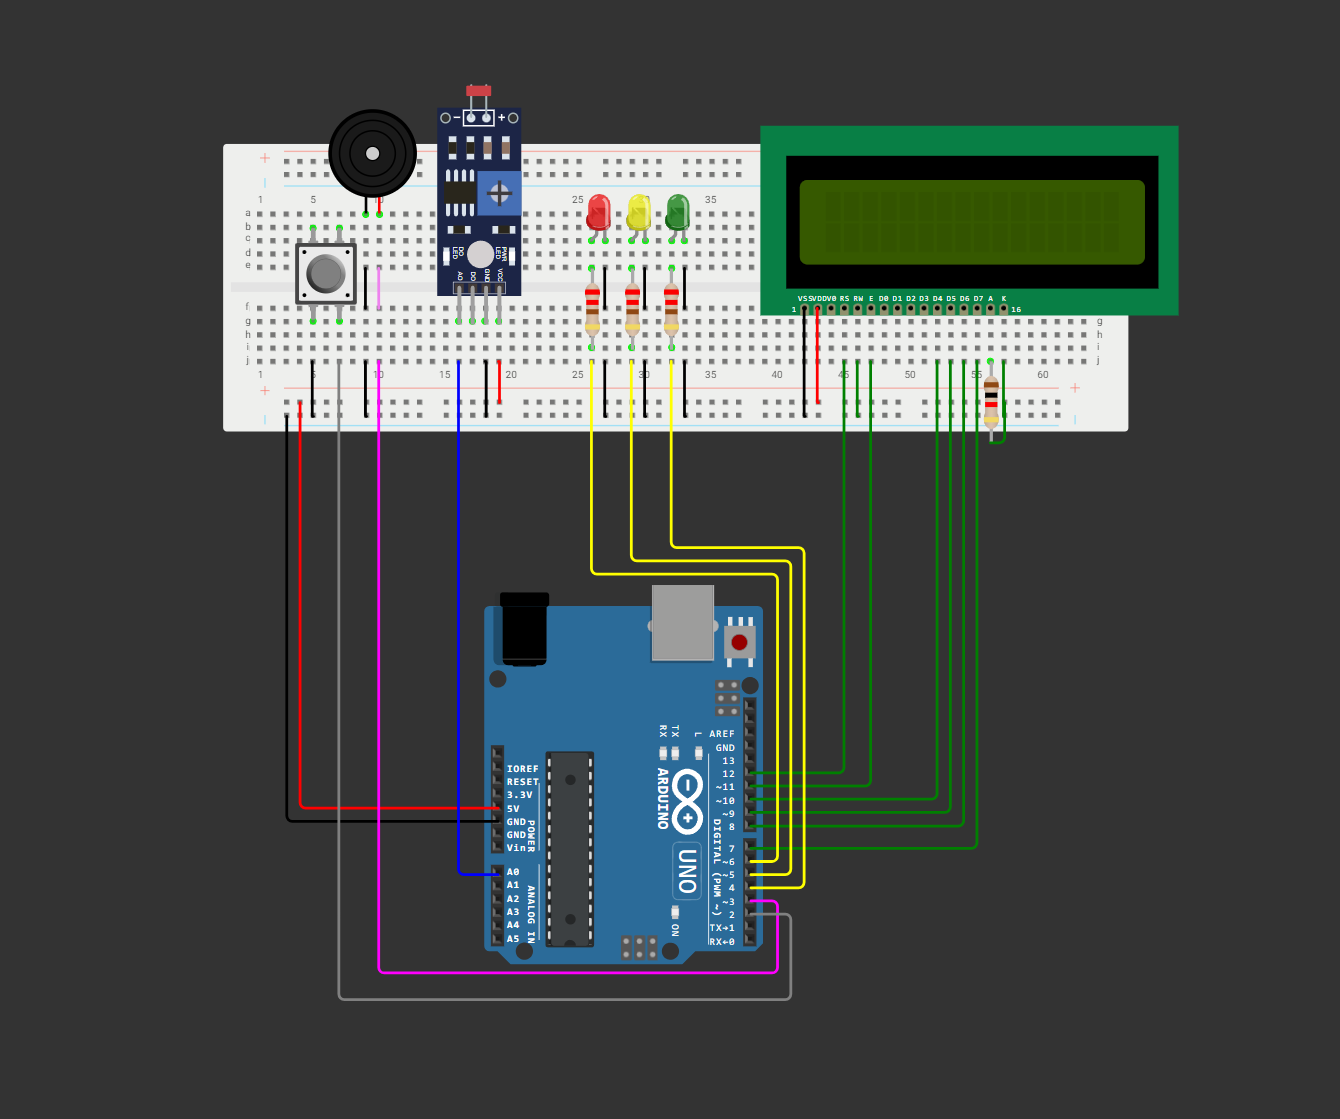 − +
1 5 10 25 30 35
a
b
c
d
e
DO LED PWR LED
AO DO GND VCC
VSS VDD V0 RS RW E D0 D1 D2 D3 D4 D5 D6 D7 A K
1 16
f
g g
h h
i i
j j
1 5 10 15 20 25 30 35 40 45 50 55 60
RX TX L
AREF
GND
13
12
~11
~10
~9
8
7
~6
~5
4
~3
2
TX→1
RX←0
DIGITAL (PWM ~)
ARDUINO
UNO
ON
IOREF
RESET
3.3V
5V
GND
GND
Vin
POWER
A0
A1
A2
A3
A4
A5
ANALOG IN